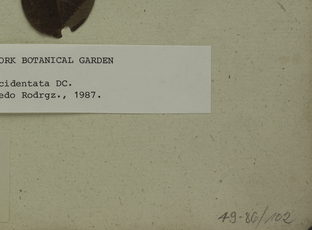 ORK BOTANICAL GARDEN
cidentata DC.
edo Rodrgz., 1987.
49-86/102